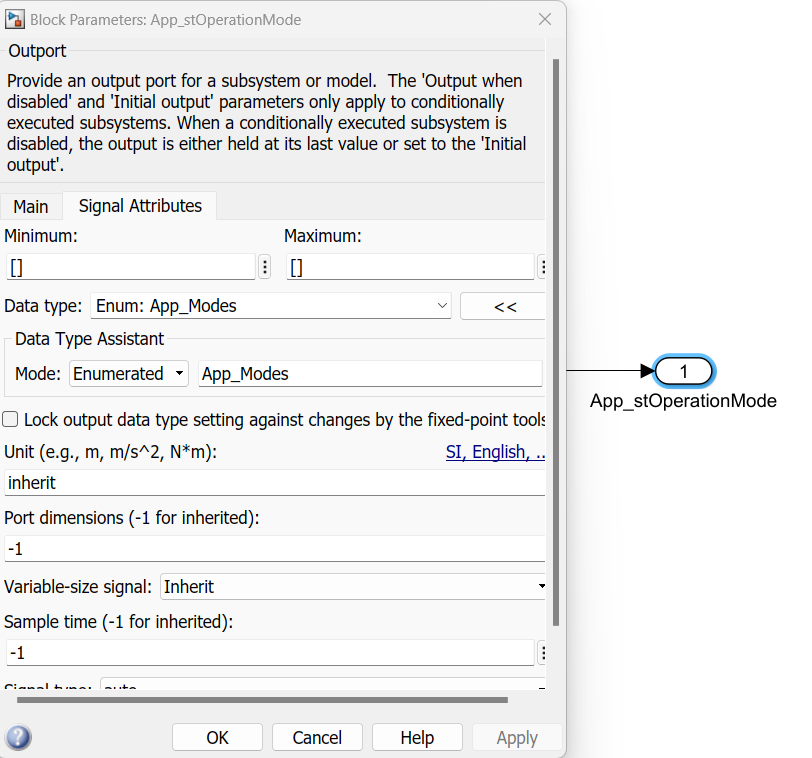 Block Parameters: App_stOperationMode
Outport
Provide an output port for a subsystem or model.  The 'Output when
disabled' and 'Initial output' parameters only apply to conditionally
executed subsystems. When a conditionally executed subsystem is
disabled, the output is either held at its last value or set to the 'Initial
output'.
Main Signal Attributes
Minimum: Maximum:
[] []
Data type: Enum: App_Modes <<
Data Type Assistant
Mode: Enumerated App_Modes
Lock output data type setting against changes by the fixed-point tools
Unit (e.g., m, m/s^2, N*m): SI, English, ..
inherit
Port dimensions (-1 for inherited):
-1
Variable-size signal: Inherit
Sample time (-1 for inherited):
-1
Signal type: auto
OK Cancel Help Apply
1
App_stOperationMode